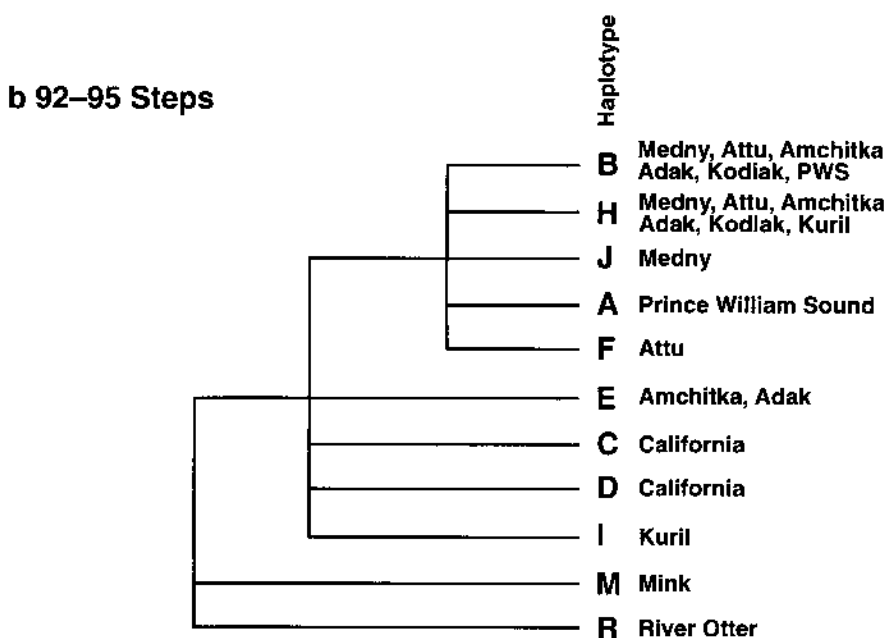 Haplotype
b 92–95 Steps
B Medny, Attu, Amchitka
Adak, Kodiak, PWS
H Medny, Attu, Amchitka
Adak, Kodiak, Kuril
J Medny
A Prince William Sound
F Attu
E Amchitka, Adak
C California
D California
I Kuril
M Mink
R River Otter